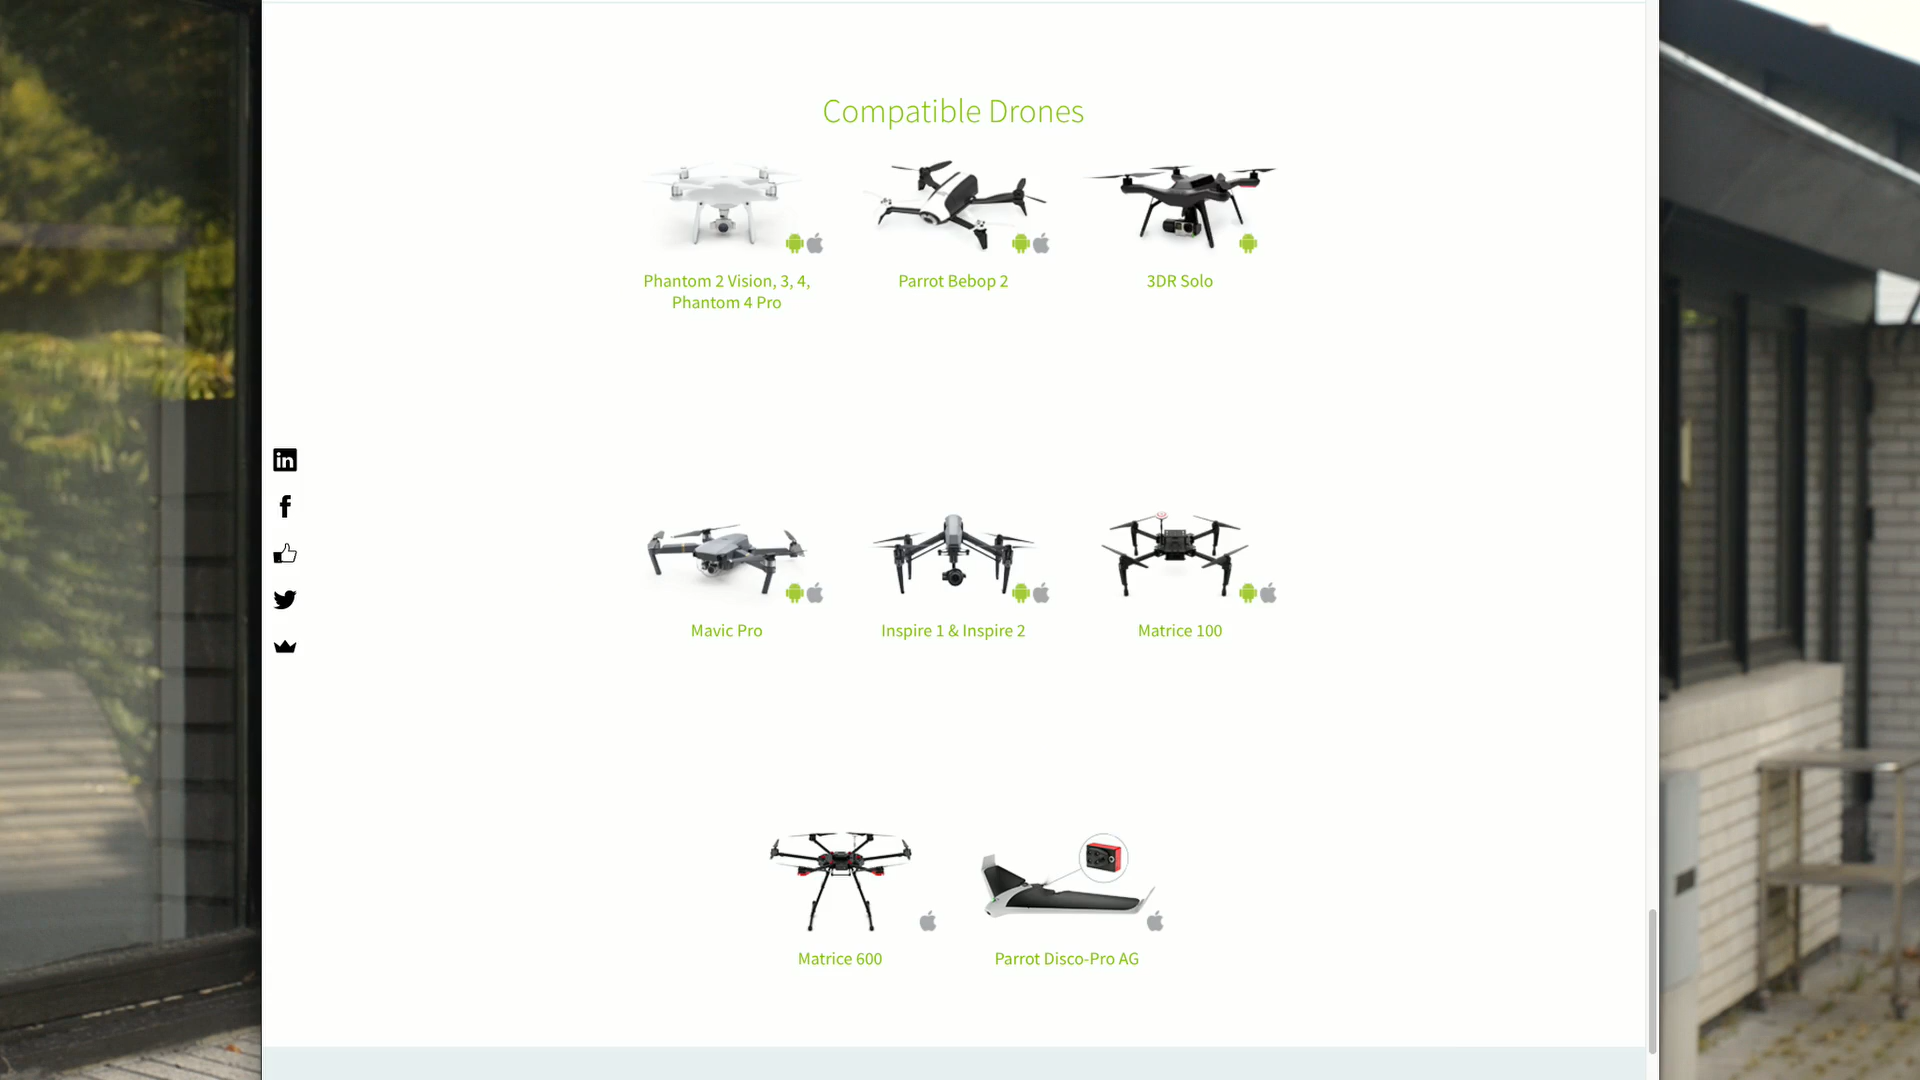 Compatible Drones
Phantom 2 Vision, 3, 4,
Phantom 4 Pro
Parrot Bebop 2
3DR Solo
in
f
Mavic Pro
Inspire 1 & Inspire 2
Matrice 100
Matrice 600
Parrot Disco-Pro AG